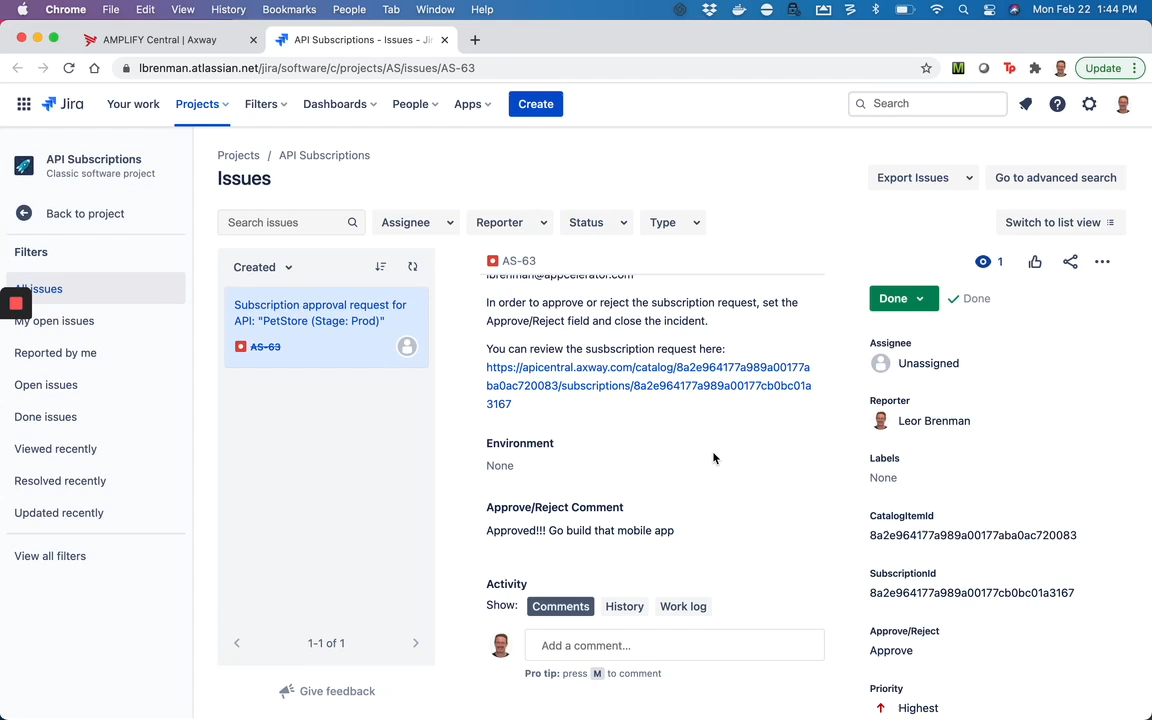 Chrome File Edit View History Bookmarks People Tab Window Help Mon Feb 22 1:44 PM
AMPLIFY Central | Axway
API Subscriptions - Issues - Jir
lbrenman.atlassian.net/jira/software/c/projects/AS/issues/AS-63
M Tp Update
Jira Your work Projects Filters Dashboards People Apps Create Search
API Subscriptions
Classic software project
Back to project
Filters
All issues
My open issues
Reported by me
Open issues
Done issues
Viewed recently
Resolved recently
Updated recently
View all filters
Projects / API Subscriptions
Issues
Export Issues Go to advanced search
Search issues Assignee Reporter Status Type Switch to list view
Created
Subscription approval request for
API: "PetStore (Stage: Prod)"
AS-63
1-1 of 1
Give feedback
AS-63
lbrenman@appcelerator.com
In order to approve or reject the subscription request, set the
Approve/Reject field and close the incident.
You can review the susbscription request here:
https://apicentral.axway.com/catalog/8a2e964177a989a00177a
ba0ac720083/subscriptions/8a2e964177a989a00177cb0bc01a
3167
Environment
None
Approve/Reject Comment
Approved!!! Go build that mobile app
Activity
Show: Comments History Work log
Add a comment...
Pro tip: press M to comment
1
Done Done
Assignee
Unassigned
Reporter
Leor Brenman
Labels
None
CatalogItemId
8a2e964177a989a00177aba0ac720083
SubscriptionId
8a2e964177a989a00177cb0bc01a3167
Approve/Reject
Approve
Priority
Highest